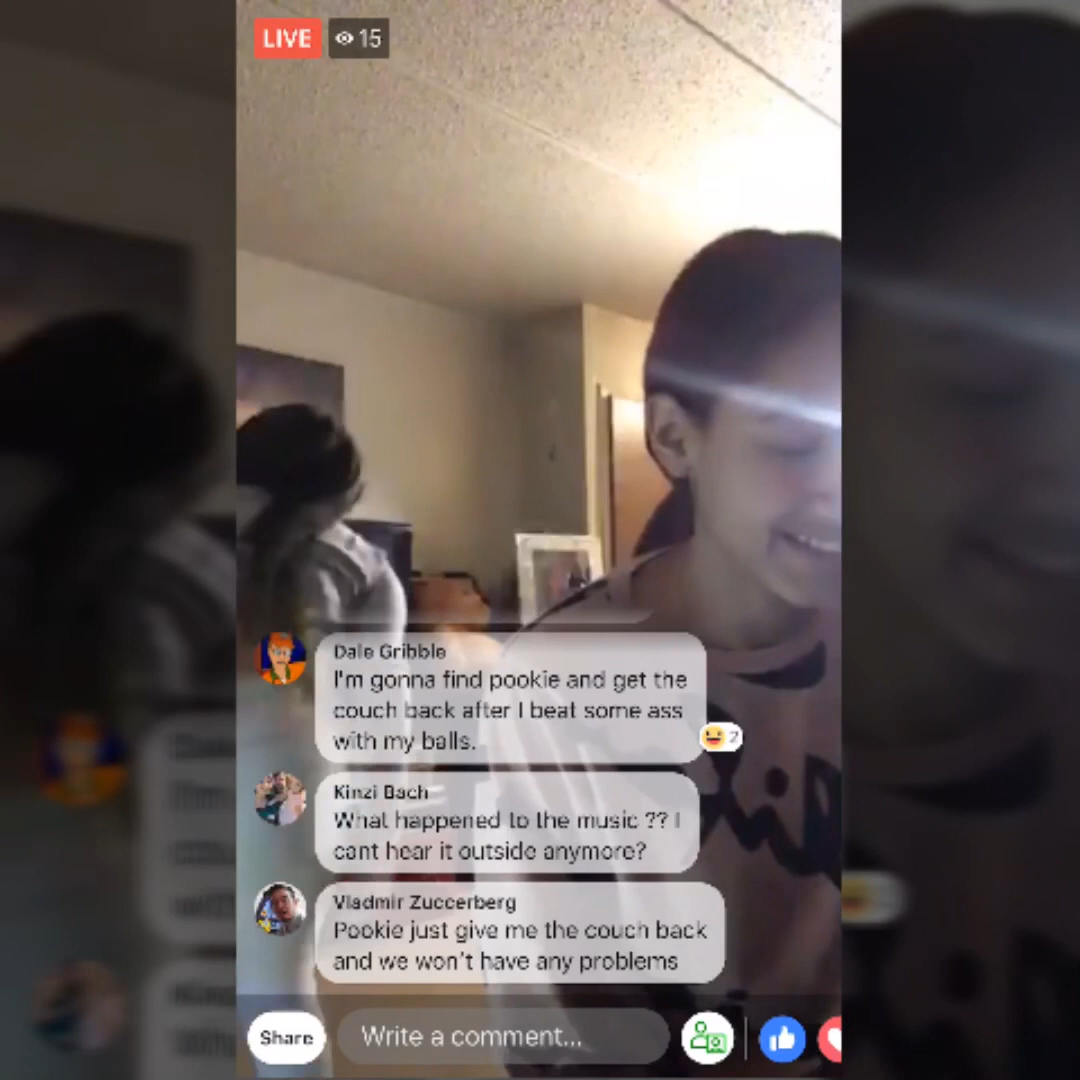 LIVE 15
Dale Gribble
I'm gonna find pookie and get the
couch back after I beat some ass
with my balls.
2
Kinzi Bach
What happened to the music ?? I
cant hear it outside anymore?
Vladmir Zuccerberg
Pookie just give me the couch back
and we won't have any problems
Share Write a comment...